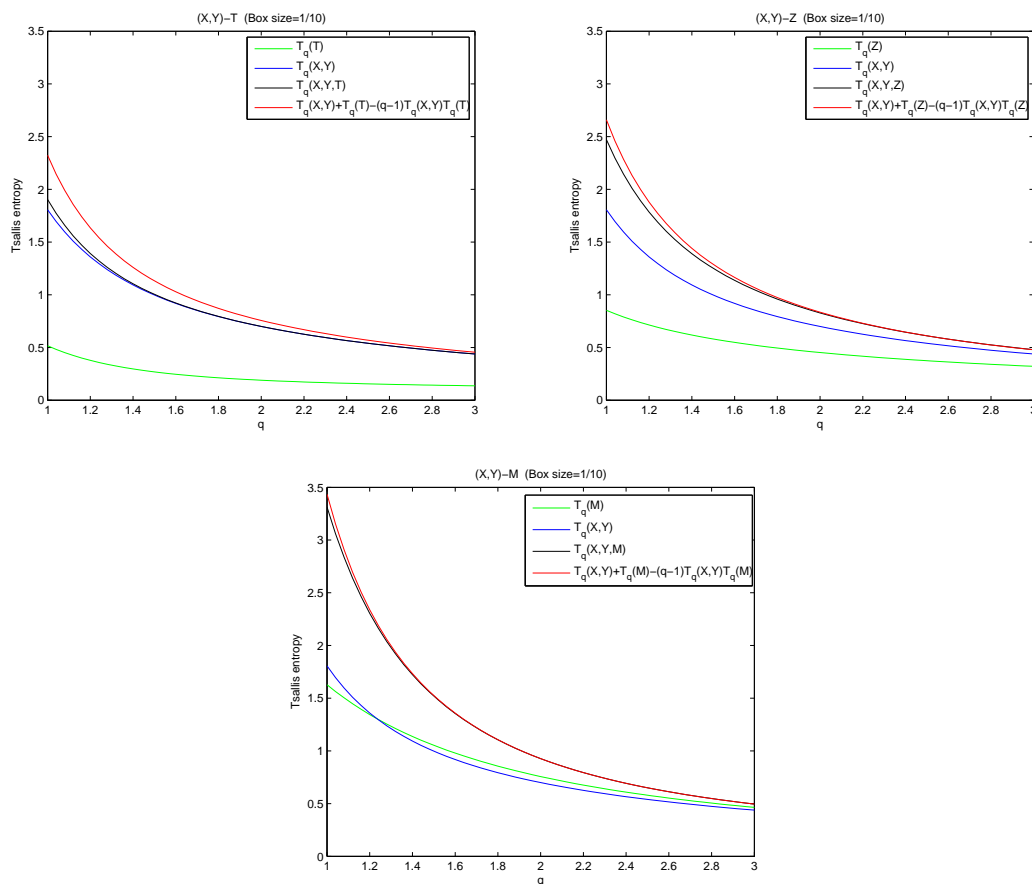 (X,Y)−T (Box size=1/10)
T_q(T)
T_q(X,Y)
T_q(X,Y,T)
T_q(X,Y)+T_q(T)−(q−1)T_q(X,Y)T_q(T)
Tsallis entropy
3.5
3
2.5
2
1.5
1
0.5
0
1 1.2 1.4 1.6 1.8 2 2.2 2.4 2.6 2.8 3
q
(X,Y)−Z (Box size=1/10)
T_q(Z)
T_q(X,Y)
T_q(X,Y,Z)
T_q(X,Y)+T_q(Z)−(q−1)T_q(X,Y)T_q(Z)
Tsallis entropy
3.5
3
2.5
2
1.5
1
0.5
0
1 1.2 1.4 1.6 1.8 2 2.2 2.4 2.6 2.8 3
q
(X,Y)−M (Box size=1/10)
T_q(M)
T_q(X,Y)
T_q(X,Y,M)
T_q(X,Y)+T_q(M)−(q−1)T_q(X,Y)T_q(M)
Tsallis entropy
3.5
3
2.5
2
1.5
1
0.5
0
1 1.2 1.4 1.6 1.8 2 2.2 2.4 2.6 2.8 3
q